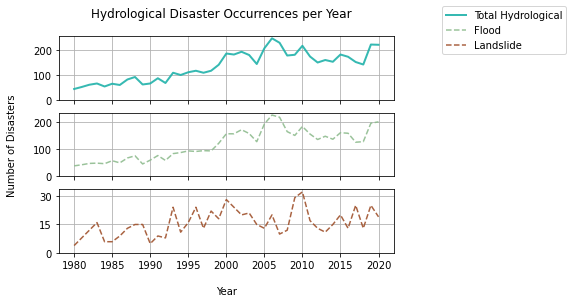 Hydrological Disaster Occurrences per Year
Total Hydrological
Flood
Landslide
200
100
0
200
100
0
30
15
0
1980 1985 1990 1995 2000 2005 2010 2015 2020
Number of Disasters
Year